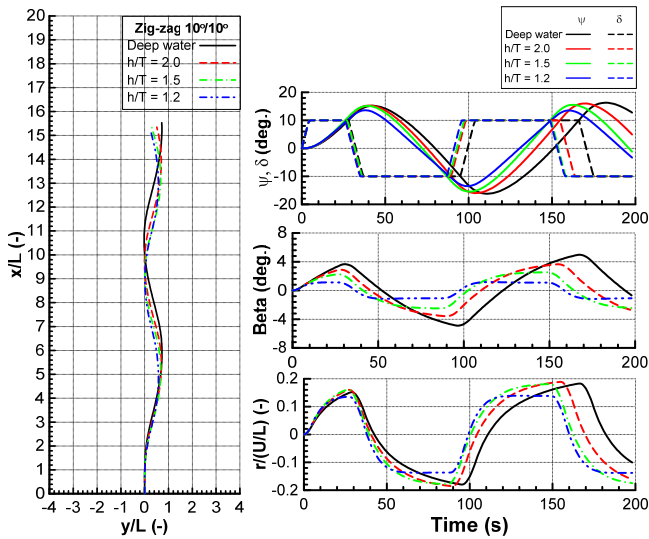 Zig-zag 10°/10°
Deep water
h/T = 2.0
h/T = 1.5
h/T = 1.2
20
19
18
17
16
15
14
13
12
11
10
9
8
7
6
5
4
3
2
1
0
x/L (-)
-4 -3 -2 -1 0 1 2 3 4
y/L (-)
ψ δ
Deep water
h/T = 2.0
h/T = 1.5
h/T = 1.2
20
10
0
-10
-20
ψ, δ (deg.)
0 50 100 150 200
8
4
0
-4
-8
Beta (deg.)
0 50 100 150 200
0.2
0.1
0
-0.1
-0.2
r/(U/L) (-)
0 50 100 150 200
Time (s)